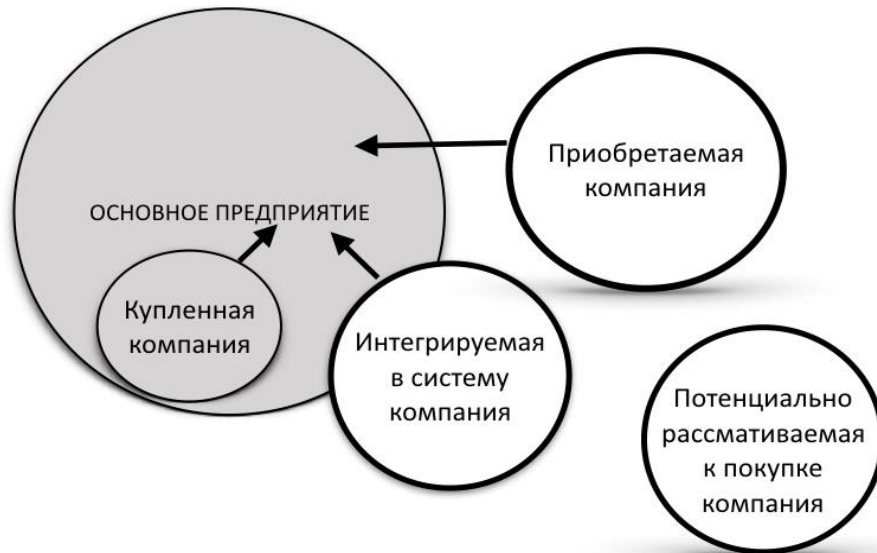 Приобретаемая
компания
ОСНОВНОЕ ПРЕДПРИЯТИЕ
Купленная
компания
Интегрируемая
в систему
компания
Потенциально
рассмативаемая
к покупке
компания